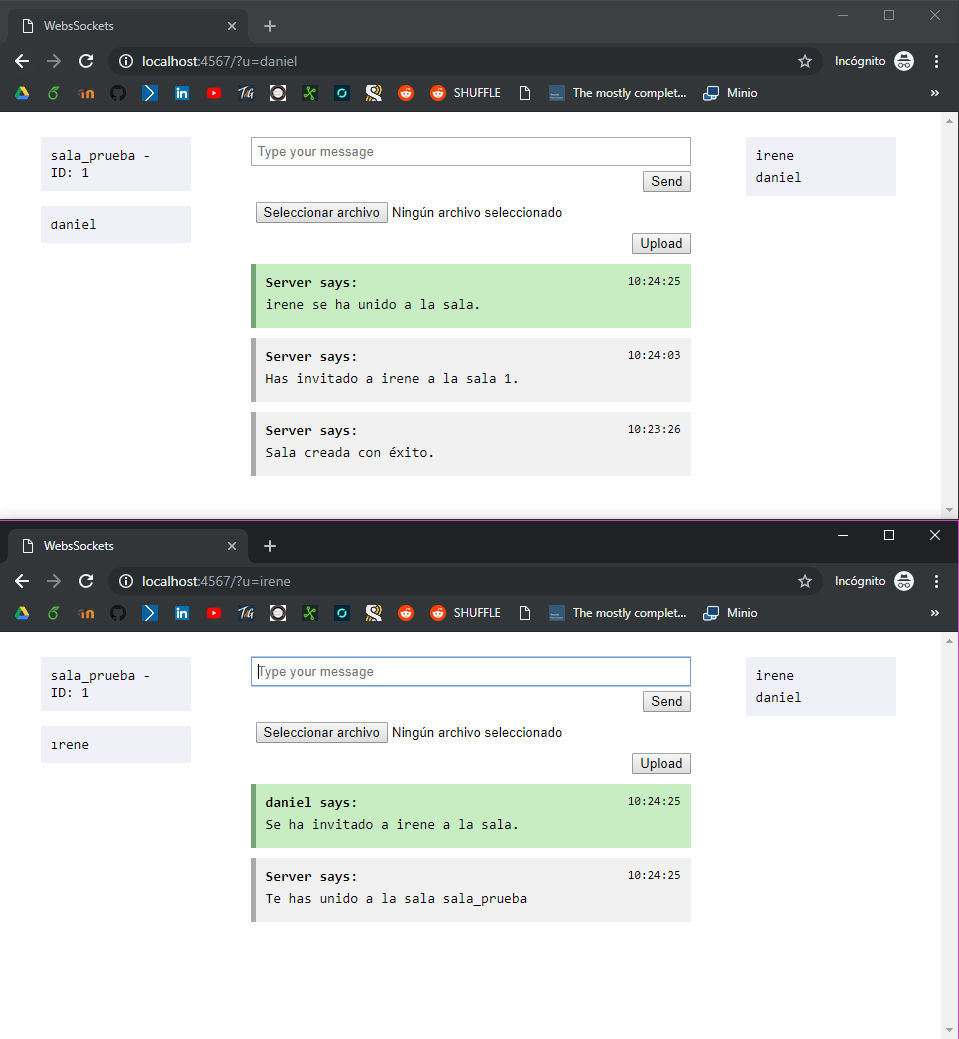 WebsSockets
localhost:4567/?u=daniel
Incógnito
in
TiG
SHUFFLE
The mostly complet...
Minio
»
sala_prueba -
ID: 1
daniel
Type your message
Send
Seleccionar archivo Ningún archivo seleccionado
Upload
irene
daniel
Server says: 10:24:25
irene se ha unido a la sala.
Server says: 10:24:03
Has invitado a irene a la sala 1.
Server says: 10:23:26
Sala creada con éxito.
WebsSockets
localhost:4567/?u=irene
Incógnito
in
TiG
SHUFFLE
The mostly complet...
Minio
»
sala_prueba -
ID: 1
irene
Type your message
Send
Seleccionar archivo Ningún archivo seleccionado
Upload
irene
daniel
daniel says: 10:24:25
Se ha invitado a irene a la sala.
Server says: 10:24:25
Te has unido a la sala sala_prueba